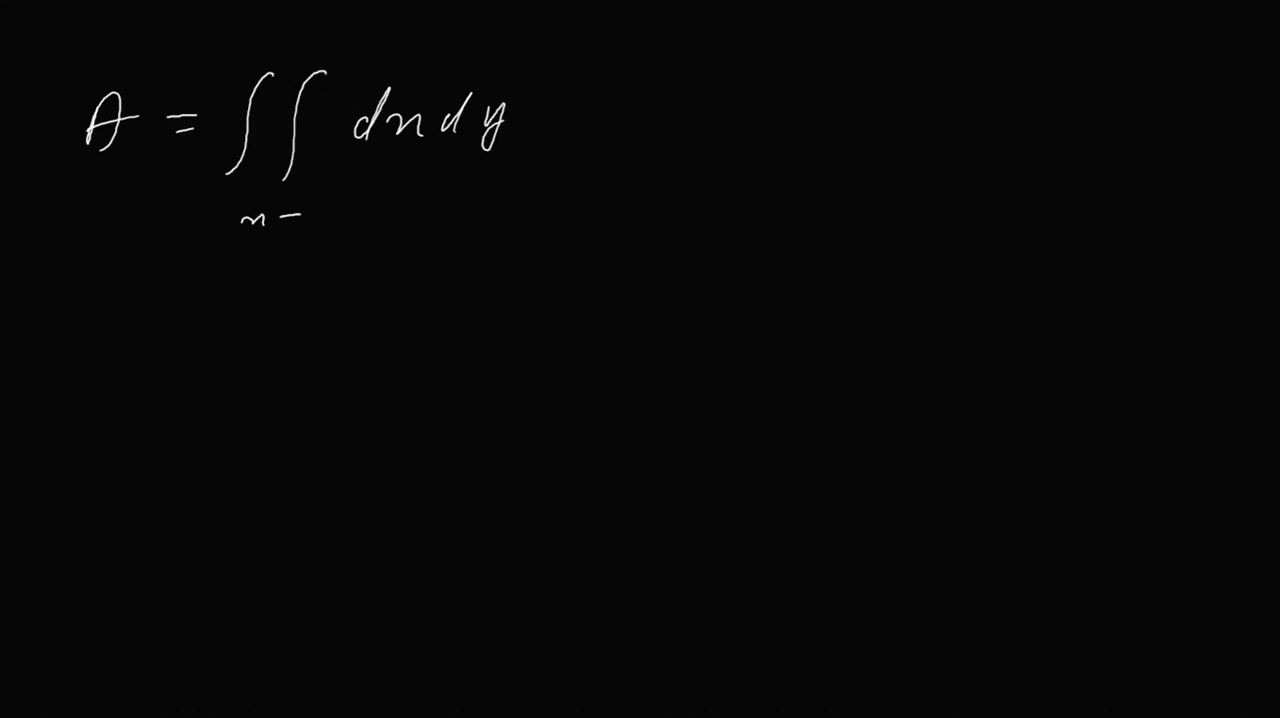 A = ∫∫ dxdy
x -